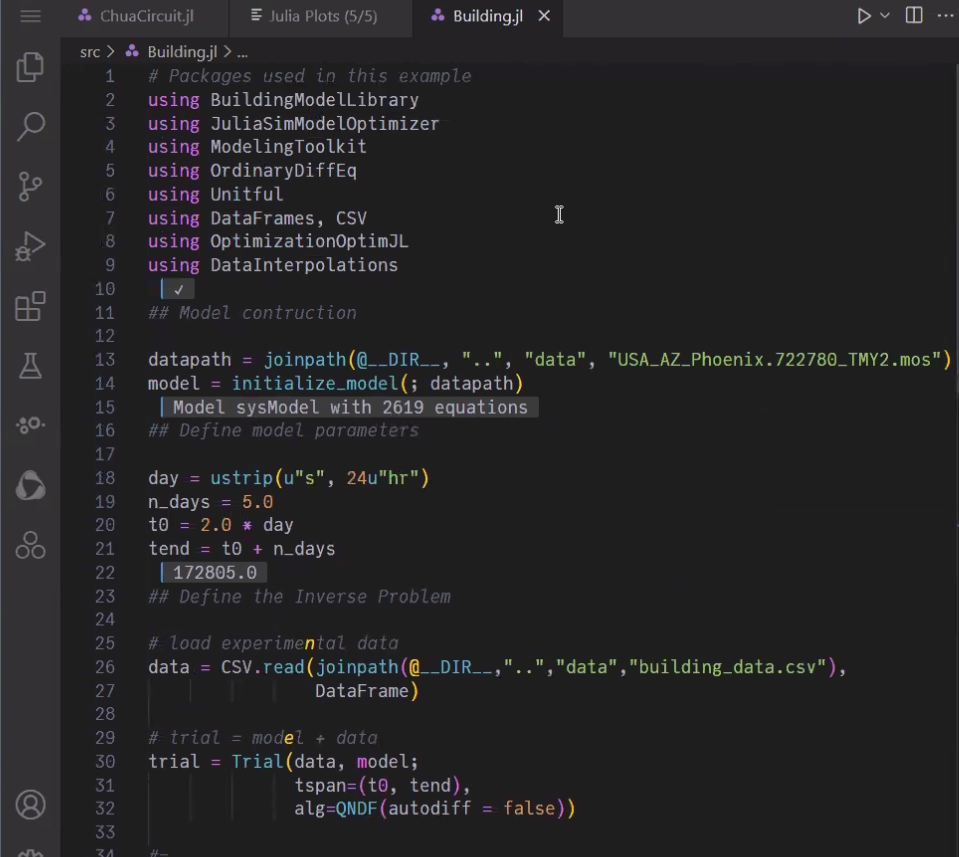 ChuaCircuit.jl
Julia Plots (5/5)
Building.jl
src > Building.jl > ...
1 # Packages used in this example
2 using BuildingModelLibrary
3 using JuliaSimModelOptimizer
4 using ModelingToolkit
5 using OrdinaryDiffEq
6 using Unitful
7 using DataFrames, CSV
8 using OptimizationOptimJL
9 using DataInterpolations
10 ✓
11 ## Model contruction
12
13 datapath = joinpath(@__DIR__, "..", "data", "USA_AZ_Phoenix.722780_TMY2.mos")
14 model = initialize_model(; datapath)
15 Model sysModel with 2619 equations
16 ## Define model parameters
17
18 day = ustrip(u"s", 24u"hr")
19 n_days = 5.0
20 t0 = 2.0 * day
21 tend = t0 + n_days
22 172805.0
23 ## Define the Inverse Problem
24
25 # load experimental data
26 data = CSV.read(joinpath(@__DIR__,"..","data","building_data.csv"),
27 DataFrame)
28
29 # trial = model + data
30 trial = Trial(data, model;
31 tspan=(t0, tend),
32 alg=QNDF(autodiff = false))
33
34 #=